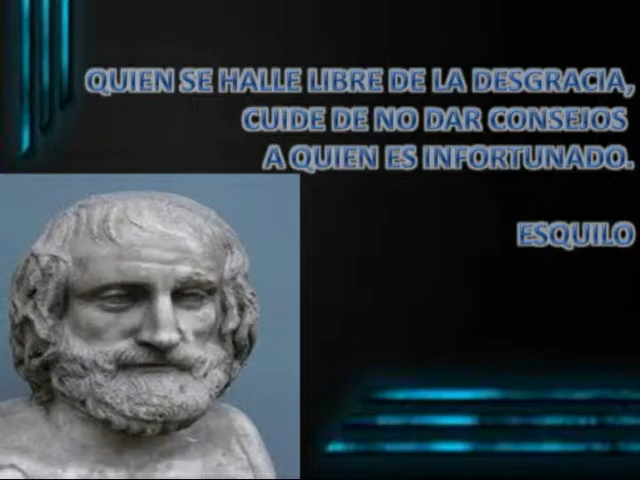 QUIEN SE HALLE LIBRE DE LA DESGRACIA,
CUIDE DE NO DAR CONSEJOS
A QUIEN ES INFORTUNADO.
ESQUILO